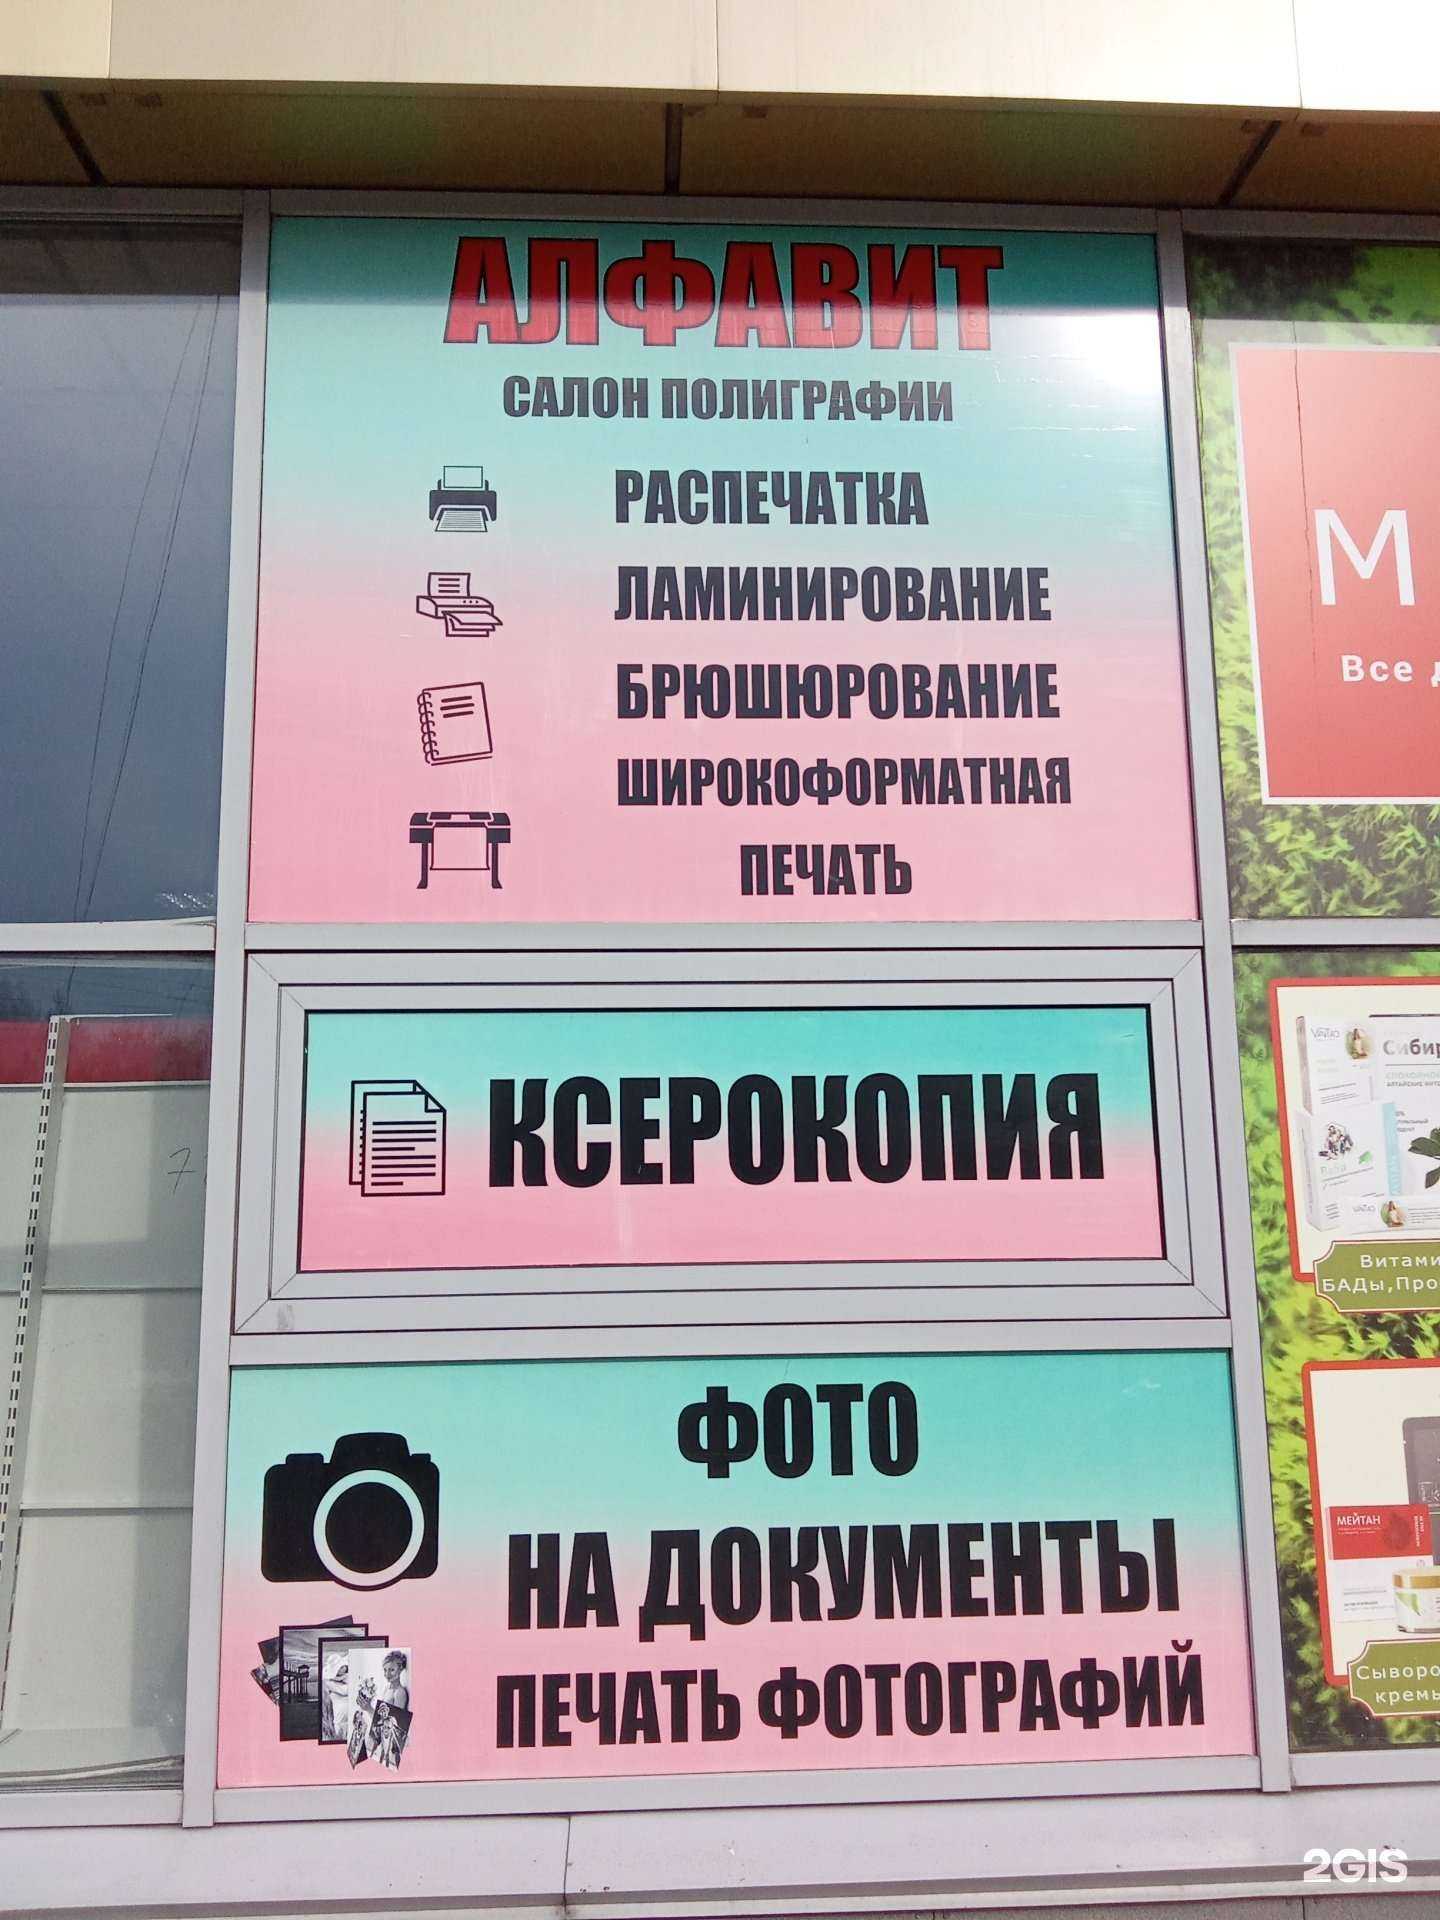 АЛФАВИТ
САЛОН ПОЛИГРАФИИ
РАСПЕЧАТКА
ЛАМИНИРОВАНИЕ
БРЮШЮРОВАНИЕ
ШИРОКОФОРМАТНАЯ
ПЕЧАТЬ
КСЕРОКОПИЯ
ФОТО
НА ДОКУМЕНТЫ
ПЕЧАТЬ ФОТОГРАФИЙ
М
Все
Сибир
Витами
БАДы,Про
МЕЙТАН
Сыворо
кремы
2GIS